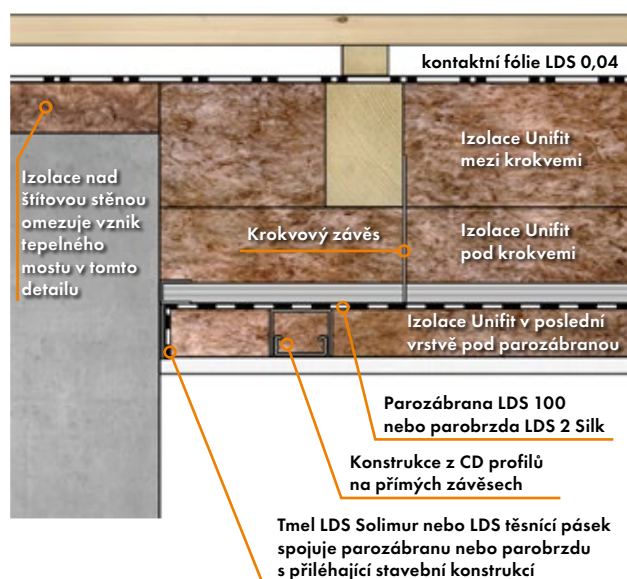 kontaktní fólie LDS 0,04
Izolace Unifit
mezi krokvemi
Izolace nad
štítovou stěnou
omezuje vznik
tepelného
mostu v tomto
detailu
Krokvový závěs
Izolace Unifit
pod krokvemi
Izolace Unifit v poslední
vrstvě pod parozábranou
Parozábrana LDS 100
nebo parobrzda LDS 2 Silk
Konstrukce z CD profilů
na přímých závěsech
Tmel LDS Solimur nebo LDS těsnící pásek
spojuje parozábranu nebo parobrzdu
s přiléhající stavební konstrukcí